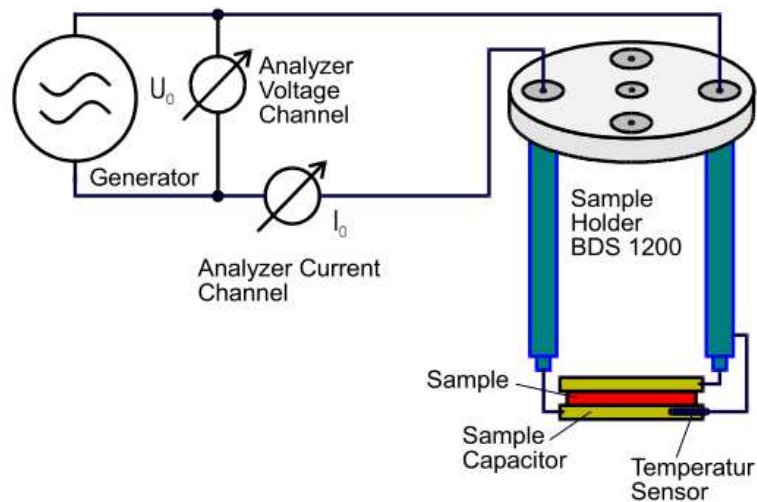 U₀
Analyzer
Voltage
Channel
Generator
I₀
Analyzer Current
Channel
Sample
Holder
BDS 1200
Sample
Sample
Capacitor
Temperatur
Sensor